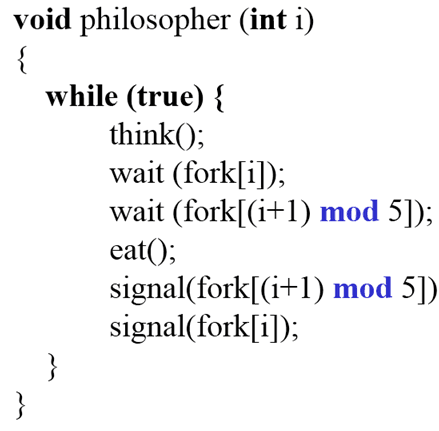 void philosopher (int i)
{
while (true) {
think();
wait (fork[i]);
wait (fork[(i+1) mod 5]);
eat();
signal(fork[(i+1) mod 5])
signal(fork[i]);
}
}